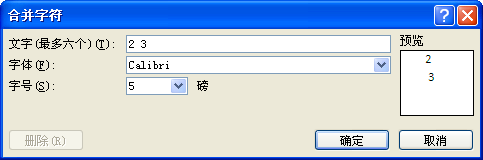 合并字符
文字(最多六个)(T): 2 3
预览
字体(F): Calibri
2
字号(S): 5 磅
3
删除(R) 确定 取消